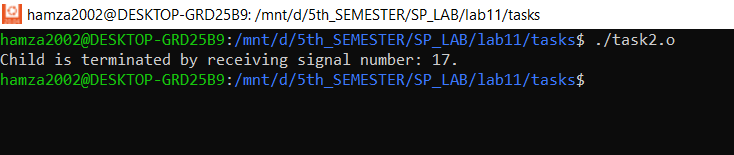 hamza2002@DESKTOP-GRD25B9: /mnt/d/5th_SEMESTER/SP_LAB/lab11/tasks
hamza2002@DESKTOP-GRD25B9:/mnt/d/5th_SEMESTER/SP_LAB/lab11/tasks$ ./task2.o
Child is terminated by receiving signal number: 17.
hamza2002@DESKTOP-GRD25B9:/mnt/d/5th_SEMESTER/SP_LAB/lab11/tasks$